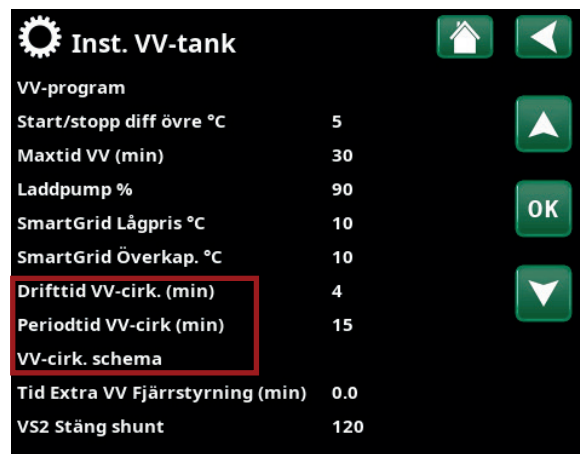 Inst. VV-tank
VV-program
Start/stopp diff övre °C 5
Maxtid VV (min) 30
Laddpump % 90
SmartGrid Lågpris °C 10
SmartGrid Överkap. °C 10
OK
Drifttid VV-cirk. (min) 4
Periodtid VV-cirk (min) 15
VV-cirk. schema
Tid Extra VV Fjärrstyrning (min) 0.0
VS2 Stäng shunt 120